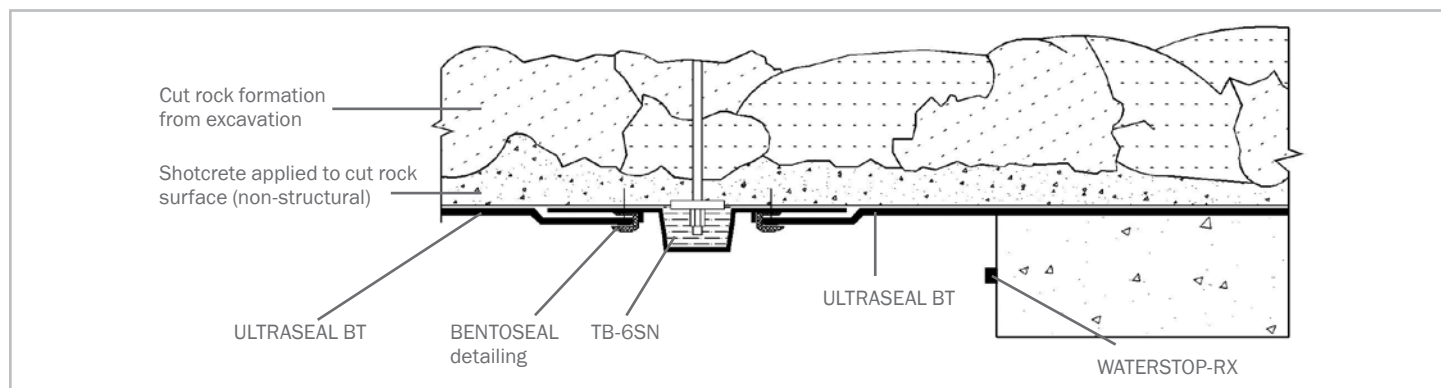 Cut rock formation
from excavation
Shotcrete applied to cut rock
surface (non-structural)
ULTRASEAL BT
BENTOSEAL
detailing
TB-6SN
ULTRASEAL BT
WATERSTOP-RX